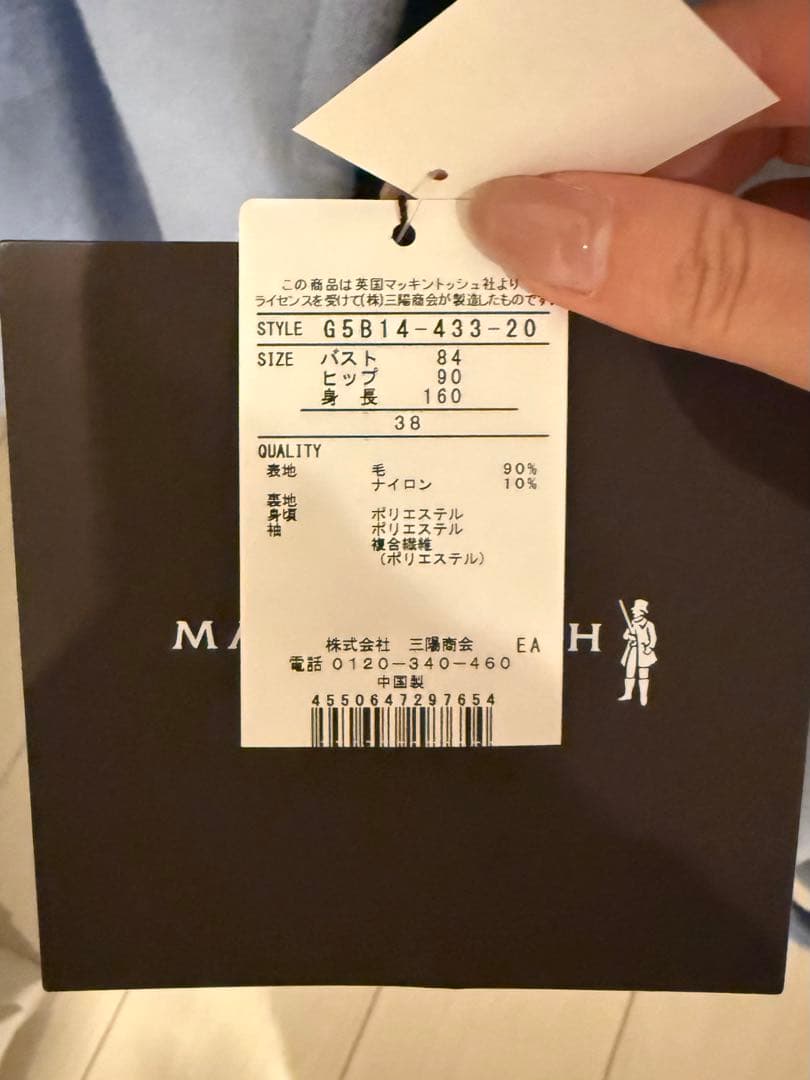 この商品は英国マッキントッシュ社より
ライセンスを受けて(株)三陽商会が製造したものです。
STYLE G5B14-433-20
SIZE バスト 84
ヒップ 90
身長 160
38
QUALITY
表地 毛 90%
ナイロン 10%
裏地
身頃 ポリエステル
袖 ポリエステル
複合繊維
(ポリエステル)
MA H
株式会社 三陽商会 EA
電話 0120-340-460
中国製
4550647297654